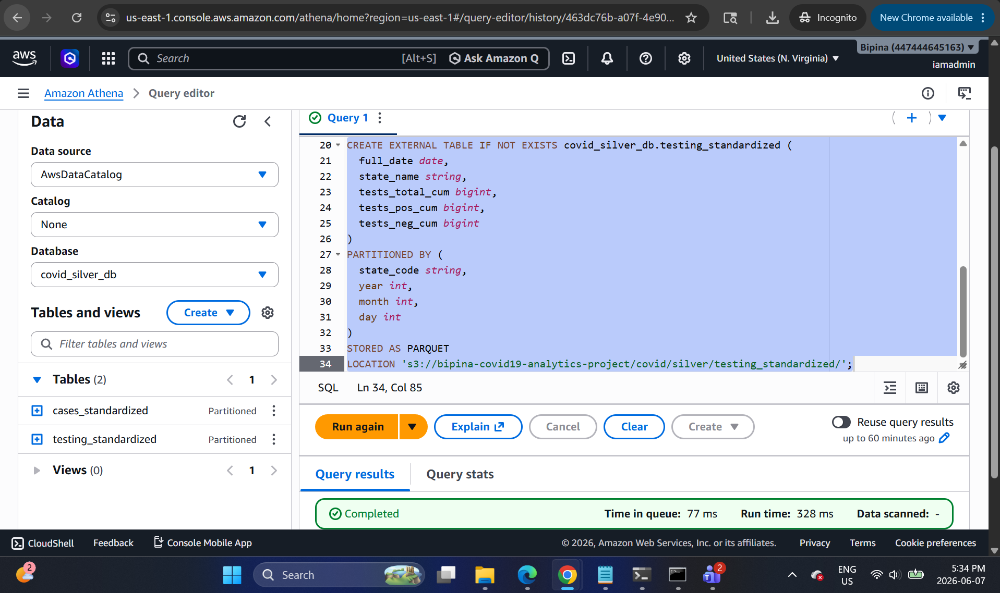 us-east-1.console.aws.amazon.com/athena/home?region=us-east-1#/query-editor/history/463dc76b-a07f-4e90...
Incognito
New Chrome available
aws
Search
[Alt+S]
Ask Amazon Q
United States (N. Virginia)
Bipina (447444645163)
iamadmin
Amazon Athena
Query editor
Data
Data source
AwsDataCatalog
Catalog
None
Database
covid_silver_db
Tables and views
Create
Filter tables and views
Tables (2)
1
cases_standardized
Partitioned
testing_standardized
Partitioned
Views (0)
1
Query 1
20 CREATE EXTERNAL TABLE IF NOT EXISTS covid_silver_db.testing_standardized (
21 full_date date,
22 state_name string,
23 tests_total_cum bigint,
24 tests_pos_cum bigint,
25 tests_neg_cum bigint
26 )
27 PARTITIONED BY (
28 state_code string,
29 year int,
30 month int,
31 day int
32 )
33 STORED AS PARQUET
34 LOCATION 's3://bipina-covid19-analytics-project/covid/silver/testing_standardized/';
SQL
Ln 34, Col 85
Run again
Explain
Cancel
Clear
Create
Reuse query results
up to 60 minutes ago
Query results
Query stats
Completed
Time in queue: 77 ms
Run time: 328 ms
Data scanned: -
CloudShell
Feedback
Console Mobile App
© 2026, Amazon Web Services, Inc. or its affiliates.
Privacy
Terms
Cookie preferences
2
Search
2
ENG
US
5:34 PM
2026-06-07